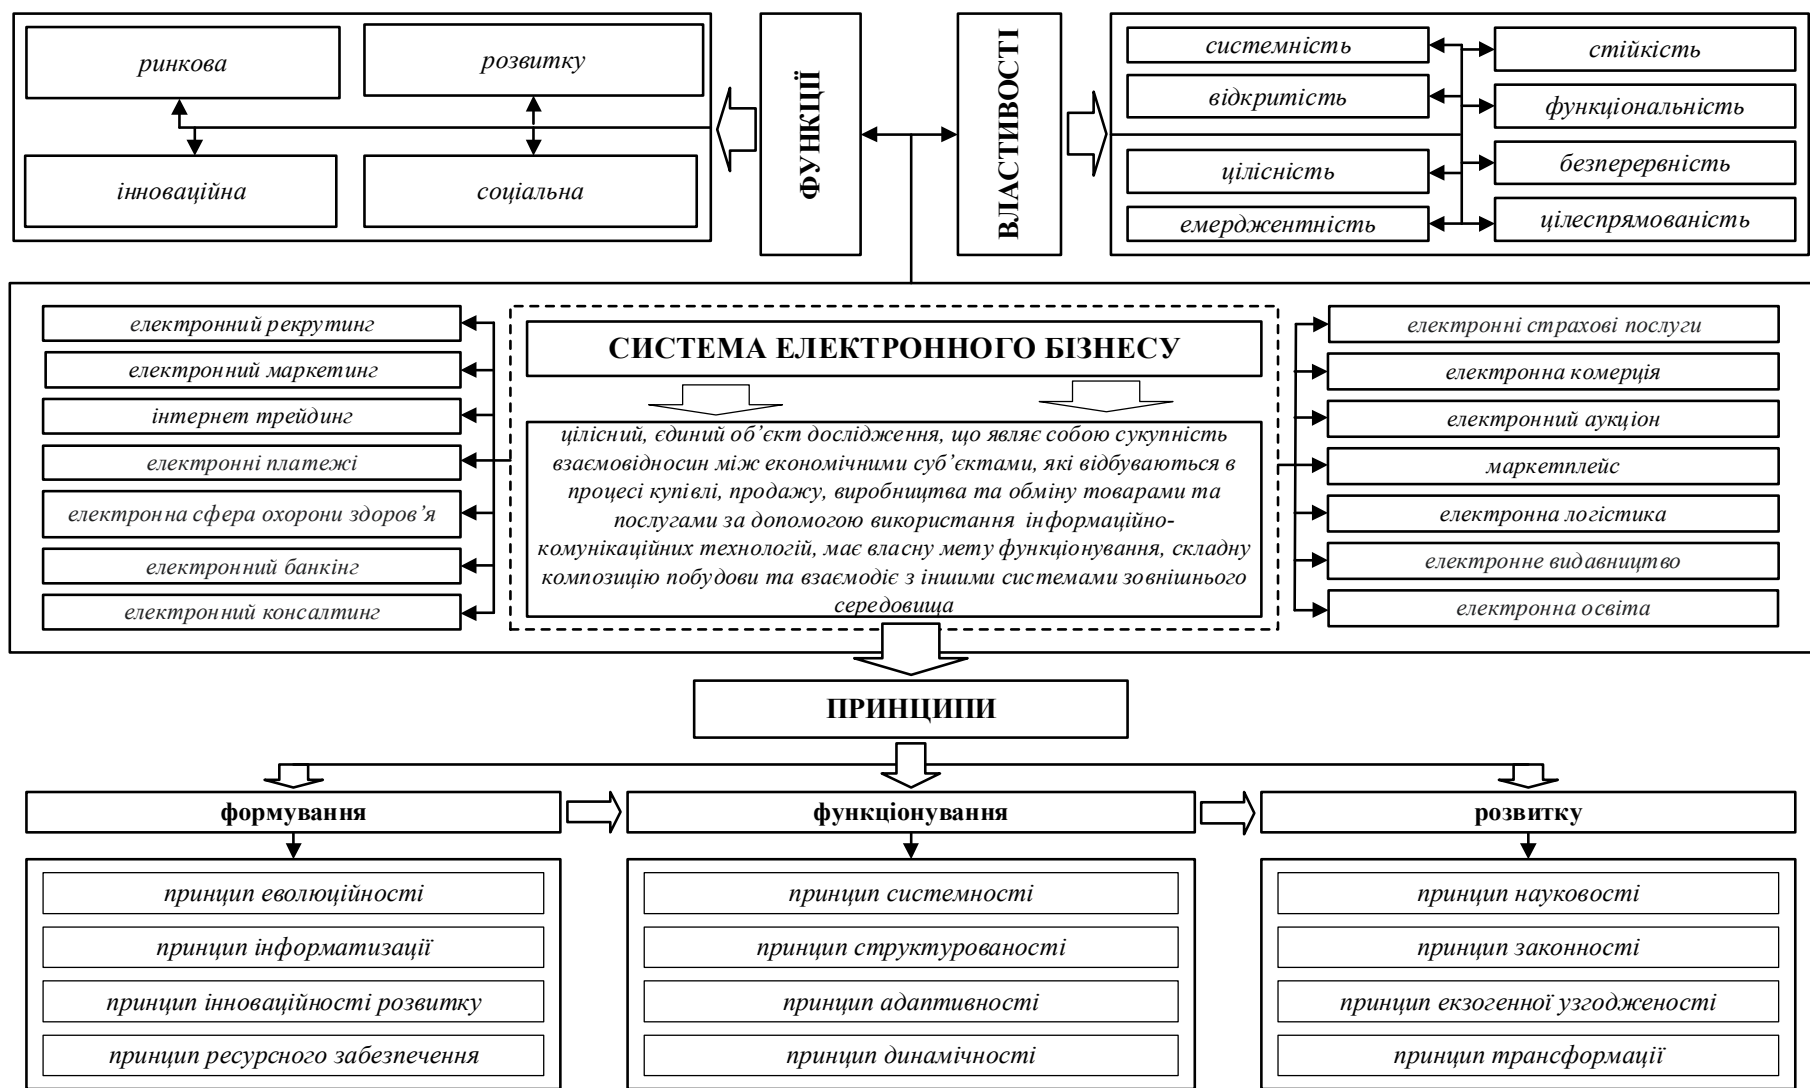 ринкова
розвитку
інноваційна
соціальна
ФУНКЦІЇ
ВЛАСТИВОСТІ
системність
відкритість
цілісність
емерджентність
стійкість
функціональність
безперервність
цілеспрямованість
електронний рекрутинг
електронний маркетинг
інтернет трейдинг
електронні платежі
електронна сфера охорони здоров’я
електронний банкінг
електронний консалтинг
СИСТЕМА ЕЛЕКТРОННОГО БІЗНЕСУ
цілісний, єдиний об’єкт дослідження, що являє собою сукупність
взаємовідносин між економічними суб’єктами, які відбуваються в
процесі купівлі, продажу, виробництва та обміну товарами та
послугами за допомогою використання інформаційно-
комунікаційних технологій, має власну мету функціонування, складну
композицію побудови та взаємодіє з іншими системами зовнішнього
середовища
електронні страхові послуги
електронна комерція
електронний аукціон
маркетплейс
електронна логістика
електронне видавництво
електронна освіта
ПРИНЦИПИ
формування
функціонування
розвитку
принцип еволюційності
принцип інформатизації
принцип інноваційності розвитку
принцип ресурсного забезпечення
принцип системності
принцип структурованості
принцип адаптивності
принцип динамічності
принцип науковості
принцип законності
принцип екзогенної узгодженості
принцип трансформації